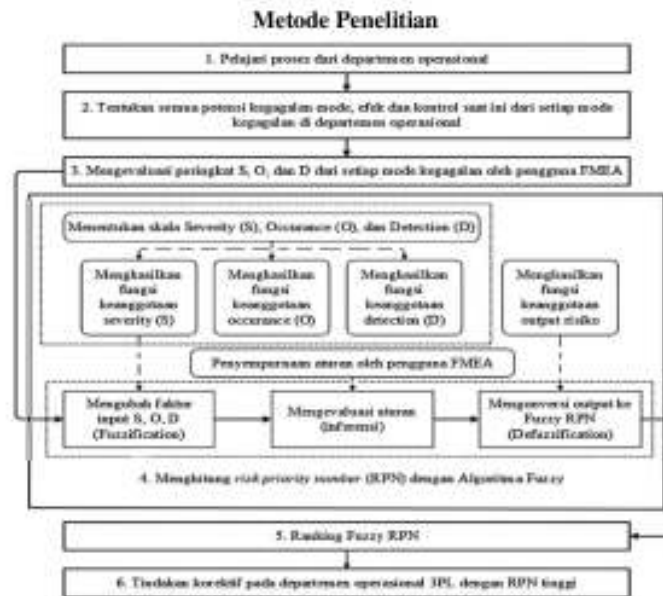 Metode Penelitian
1. Pelajari proses dari departemen operasional
2. Tentukan semua potensi kegagalan mode, efek dan kontrol saat ini dari setiap mode
kegagalan di departemen operasional
3. Mengevaluasi peringkat S, O, dan D dari setiap mode kegagalan oleh pengguna FMEA
Menentukan skala Severity (S), Occurance (O), dan Detection (D)
Menghasilkan
fungsi
keanggotaan
severity (S)
Menghasilkan
fungsi
keanggotaan
occurance (O)
Menghasilkan
fungsi
keanggotaan
detection (D)
Menghasilkan
fungsi
keanggotaan
output risiko
Penyempurnaan aturan oleh pengguna FMEA
Mengubah faktor
input S, O, D
(Fuzzification)
Mengevaluasi aturan
(inferensi)
Mengonversi output ke
Fuzzy RPN
(Defuzzification)
4. Menghitung risk priority number (RPN) dengan Algoritma Fuzzy
5. Ranking Fuzzy RPN
6. Tindakan korektif pada departemen operasional 3PL dengan RPN tinggi